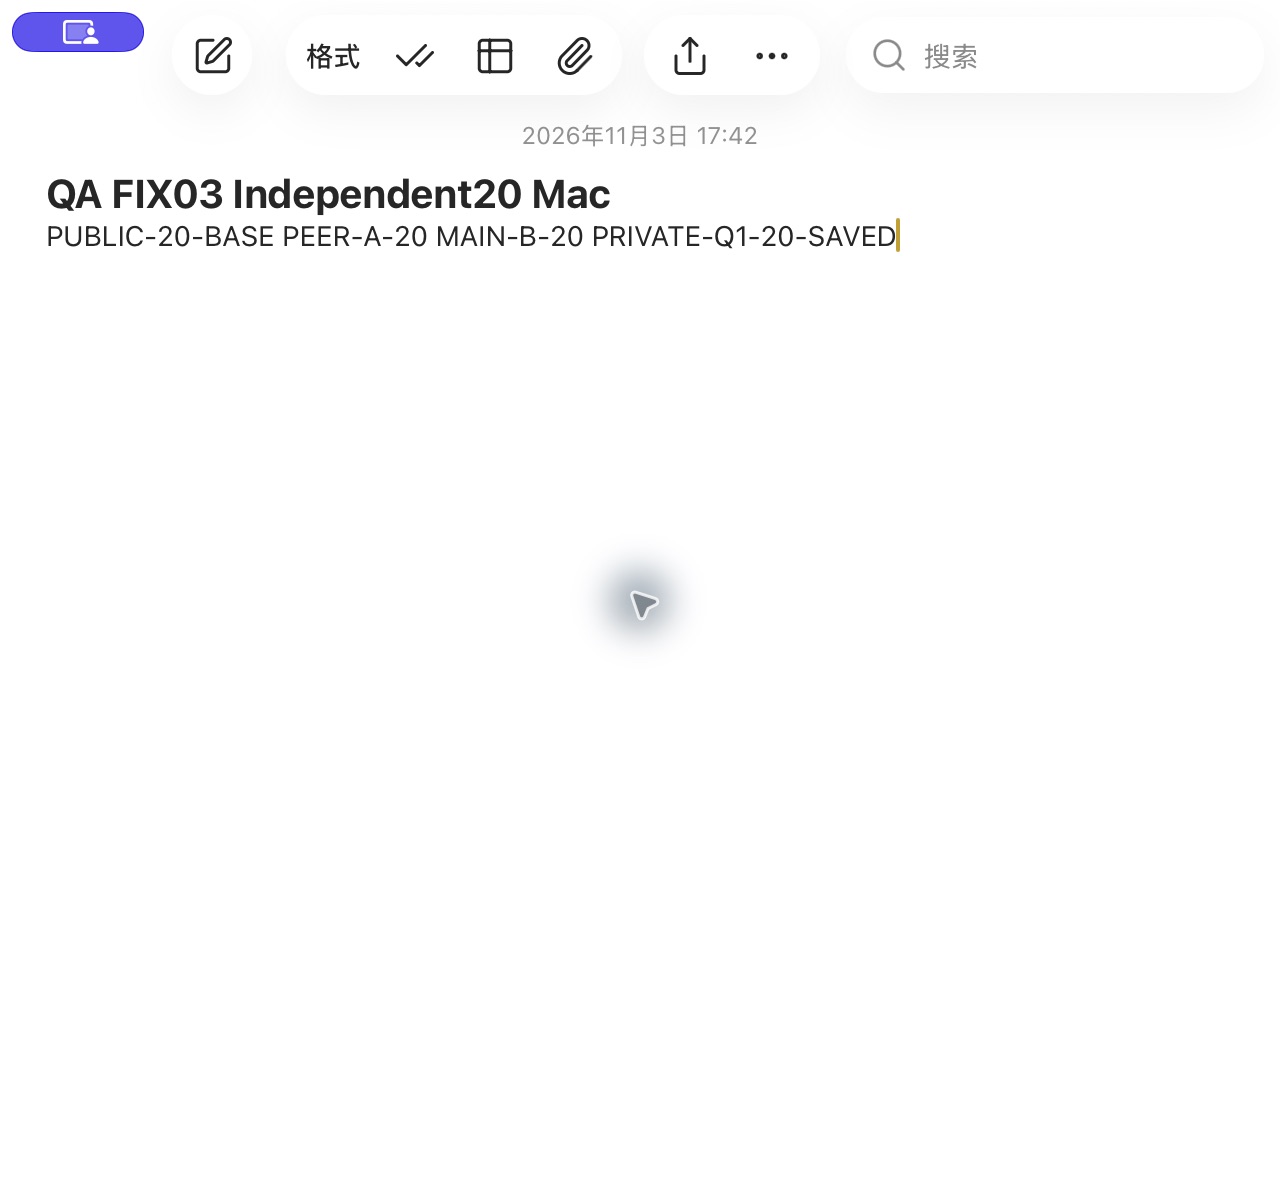 格式
搜索
2026年11月3日 17:42
QA FIX03 Independent20 Mac
PUBLIC-20-BASE PEER-A-20 MAIN-B-20 PRIVATE-Q1-20-SAVED